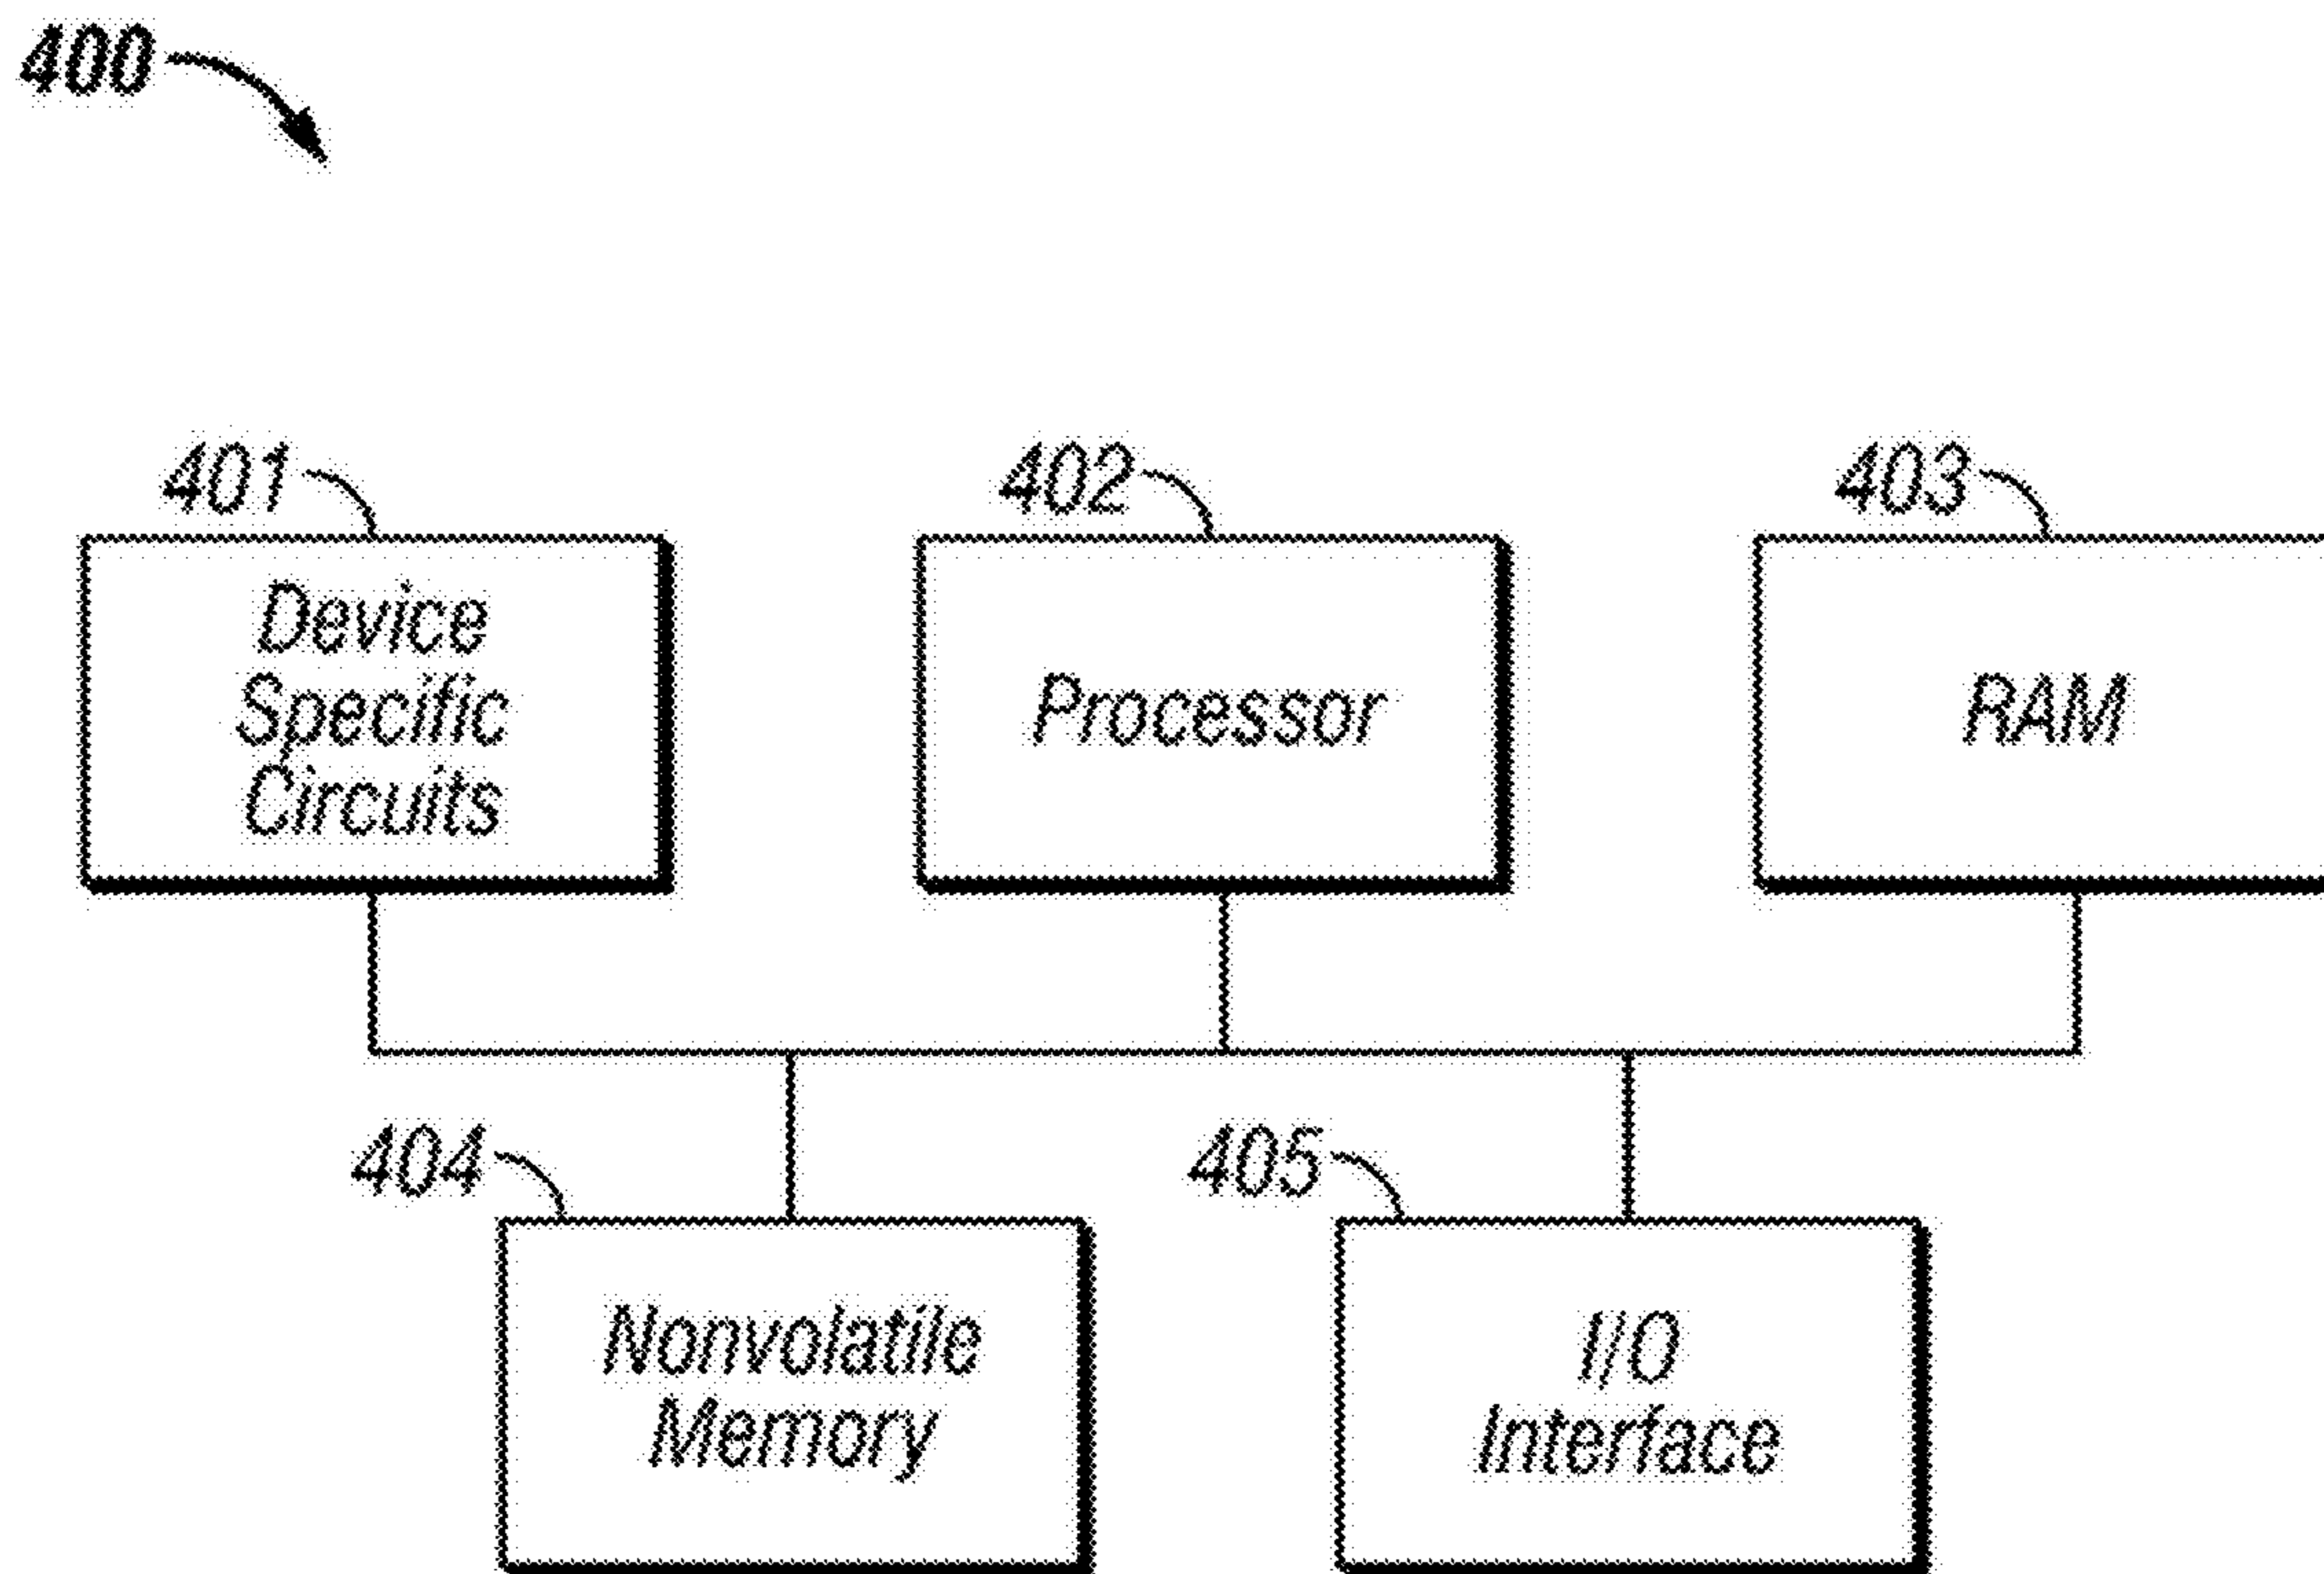 400
401
402
403
Device
Specific
Circuits
Processor
RAM
404
405
Nonvolatile
Memory
I/O
Interface